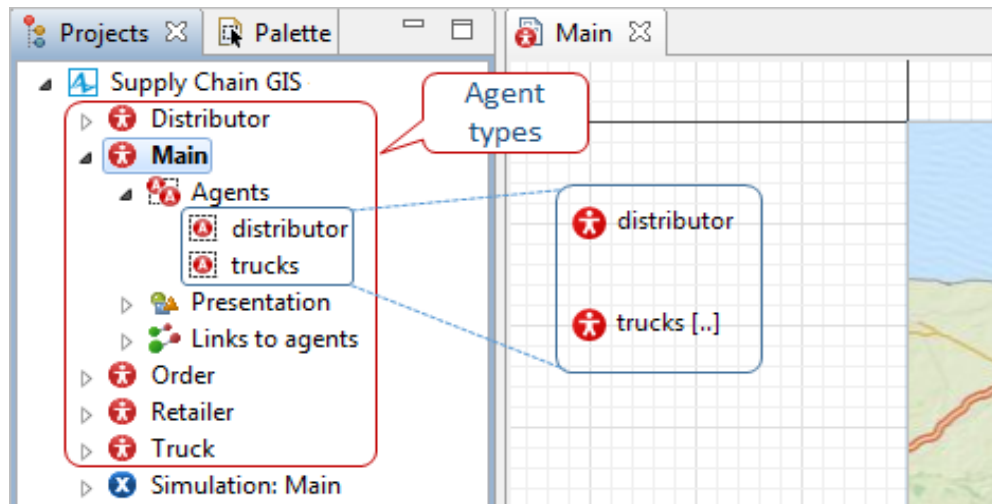 Projects
Palette
Main
Supply Chain GIS
Agent
types
Distributor
Main
Agents
distributor
trucks
Presentation
Links to agents
Order
Retailer
Truck
Simulation: Main
distributor
trucks [..]